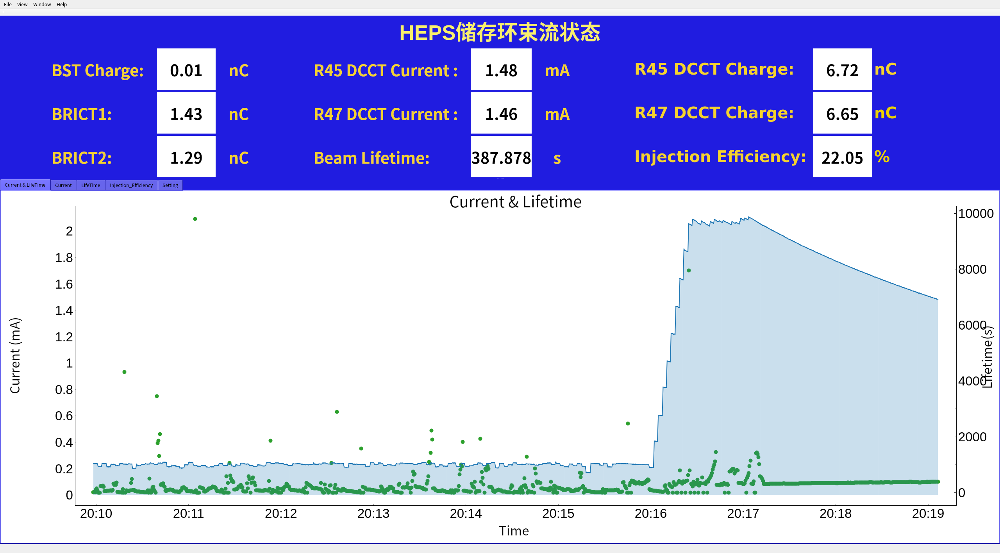 File View Window Help
HEPS储存环束流状态
BST Charge: 0.01 nC R45 DCCT Current : 1.48 mA R45 DCCT Charge: 6.72 nC
BRICT1: 1.43 nC R47 DCCT Current : 1.46 mA R47 DCCT Charge: 6.65 nC
BRICT2: 1.29 nC Beam Lifetime: 387.878 s Injection Efficiency: 22.05 %
Current & LifeTime Current LifeTime Injection_Efficiency Setting
Current & Lifetime
Current (mA)
2
1.8
1.6
1.4
1.2
1
0.8
0.6
0.4
0.2
0
10000
8000
6000
4000
2000
0
Lifetime(s)
20:10 20:11 20:12 20:13 20:14 20:15 20:16 20:17 20:18 20:19
Time